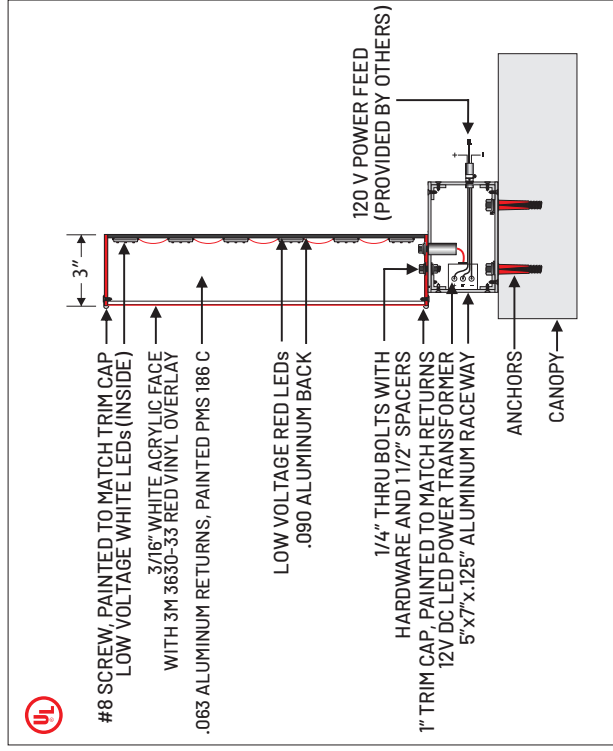 UL
3"
#8 SCREW, PAINTED TO MATCH TRIM CAP
LOW VOLTAGE WHITE LEDs (INSIDE)
3/16" WHITE ACRYLIC FACE
WITH 3M 3630-33 RED VINYL OVERLAY
.063 ALUMINUM RETURNS, PAINTED PMS 186 C
LOW VOLTAGE RED LEDs
.090 ALUMINUM BACK
1/4" THRU BOLTS WITH
HARDWARE AND 1 1/2" SPACERS
1" TRIM CAP, PAINTED TO MATCH RETURNS
12V DC LED POWER TRANSFORMER
5"x7"x.125" ALUMINUM RACEWAY
120 V POWER FEED
(PROVIDED BY OTHERS)
+
-
ANCHORS
CANOPY